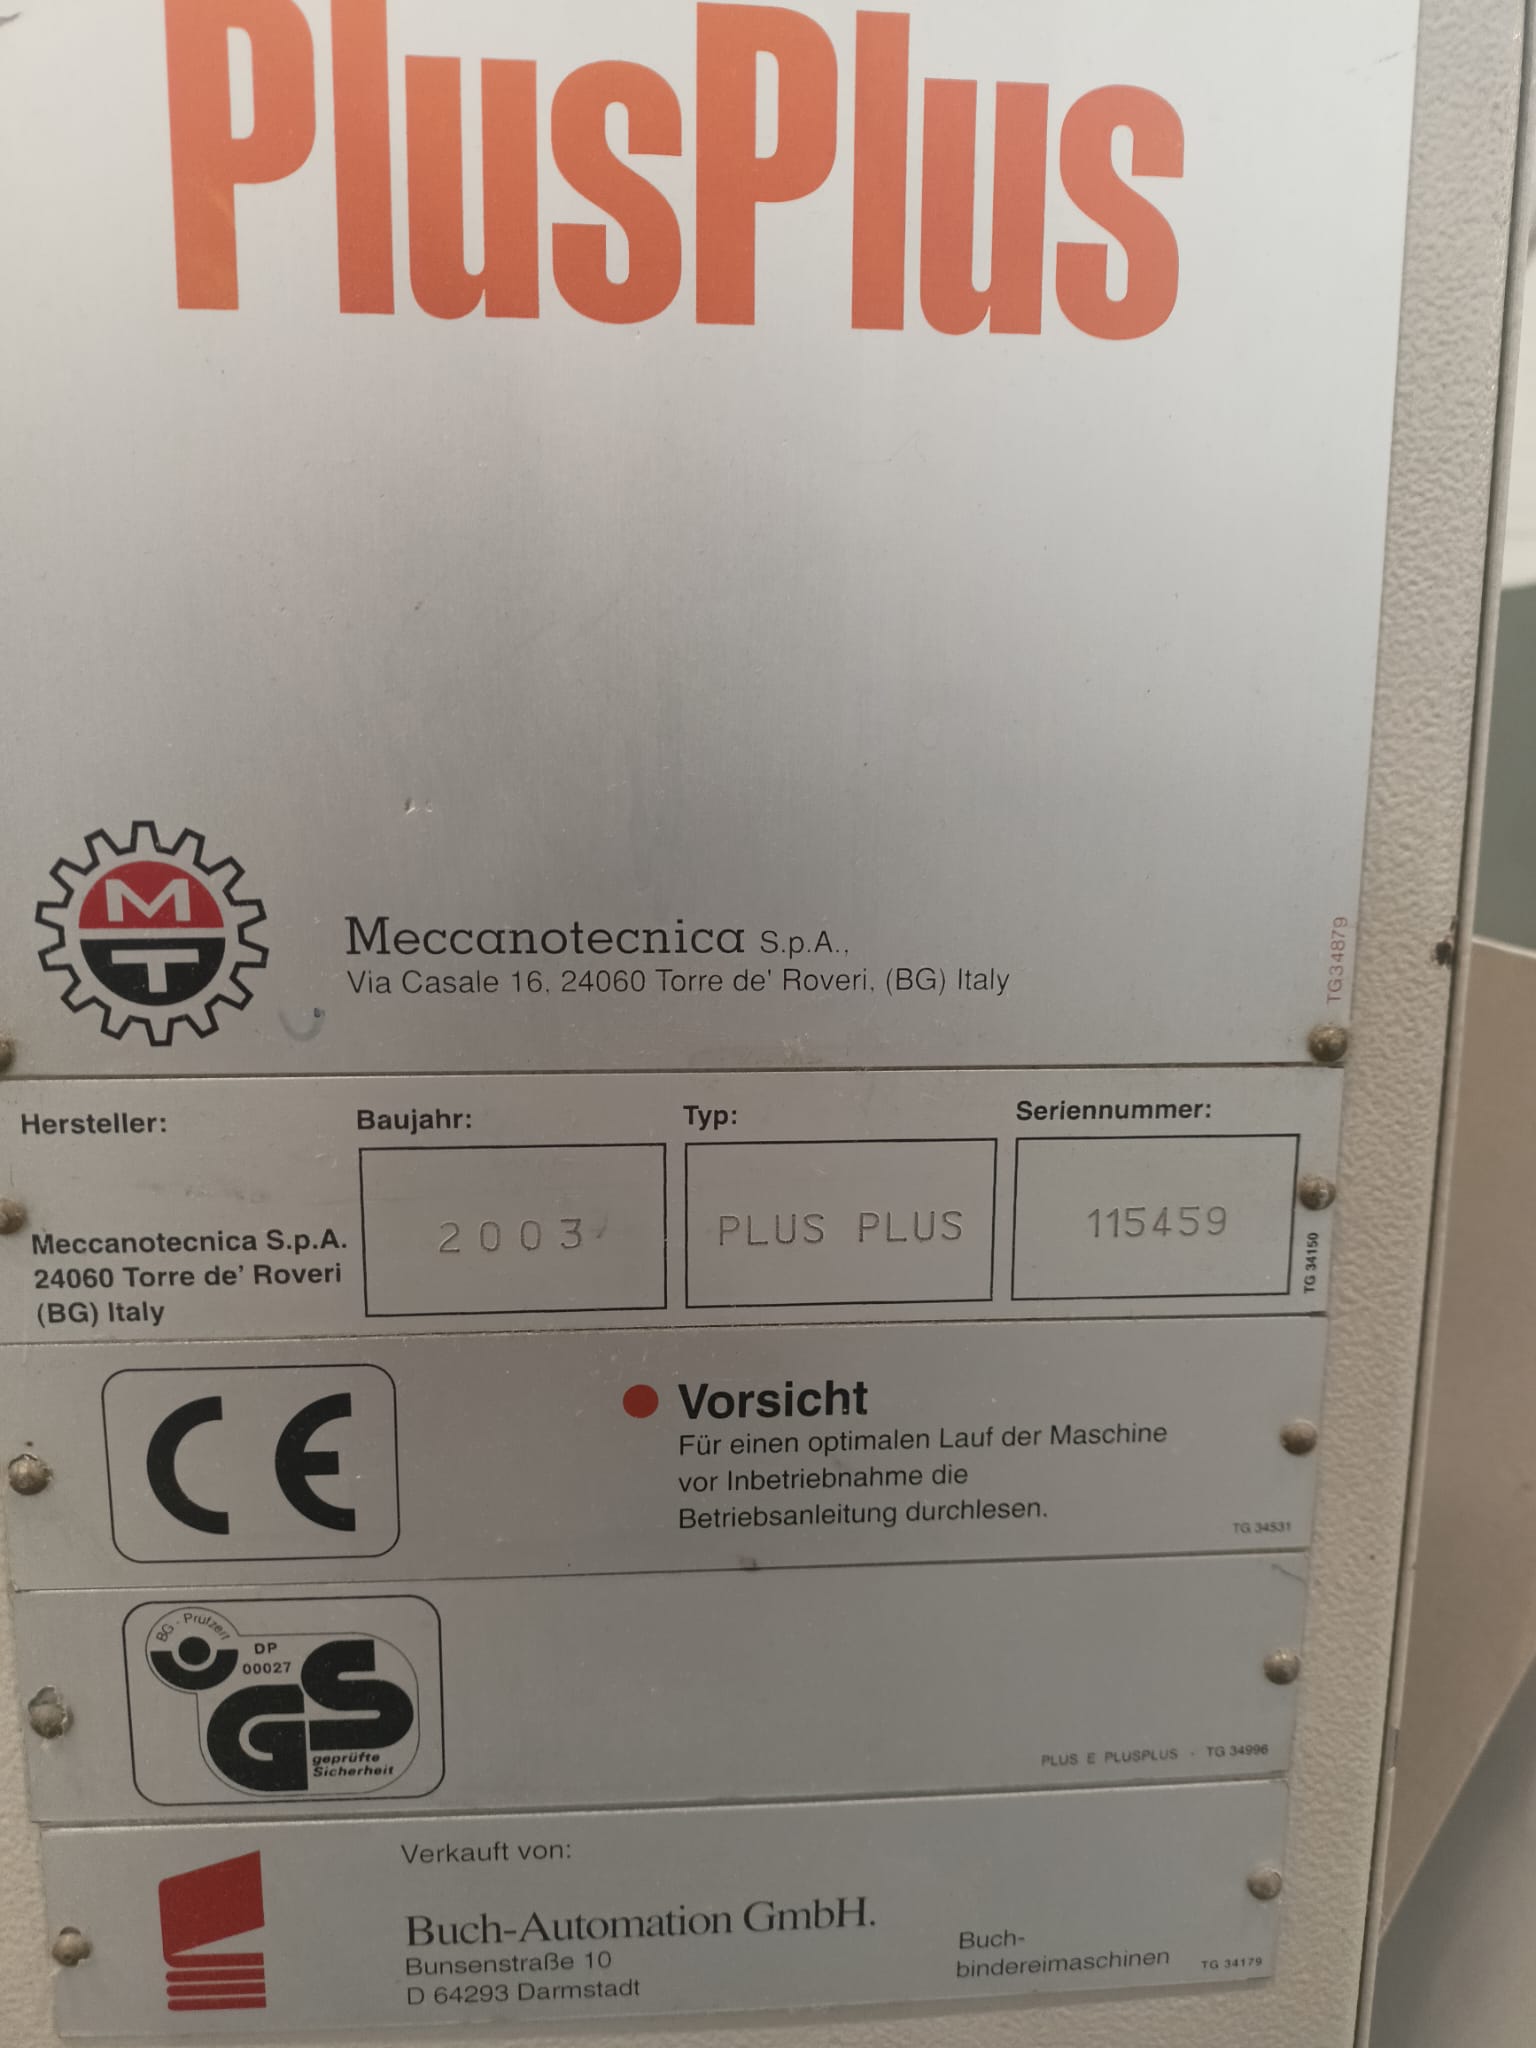 PlusPlus
M
T
Meccanotecnica S.p.A.,
Via Casale 16, 24060 Torre de' Roveri, (BG) Italy
TG34879
Hersteller:
Meccanotecnica S.p.A.
24060 Torre de' Roveri
(BG) Italy
Baujahr:
2003
Typ:
PLUS PLUS
Seriennummer:
115459
TG 34150
CE
Vorsicht
Für einen optimalen Lauf der Maschine
vor Inbetriebnahme die
Betriebsanleitung durchlesen.
TG 34531
BG - Prüfzert
DP
00027
GS
geprüfte
Sicherheit
PLUS E PLUSPLUS - TG 34996
Verkauft von:
Buch-Automation GmbH.
Bunsenstraße 10
D 64293 Darmstadt
Buch-
bindereimaschinen
TG 34179